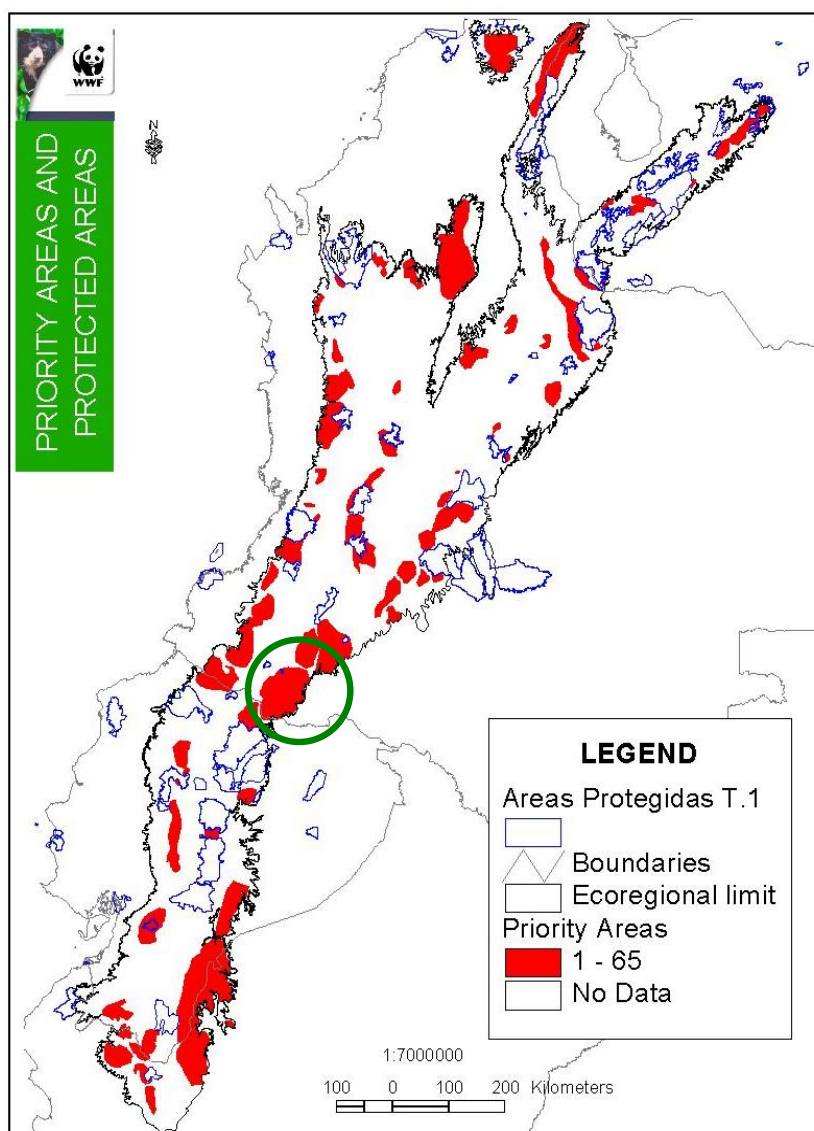 PRIORITY AREAS AND
PROTECTED AREAS
WWF
N
LEGEND
Areas Protegidas T.1
Boundaries
Ecoregional limit
Priority Areas
1 - 65
No Data
1:7000000
100 0 100 200 Kilometers